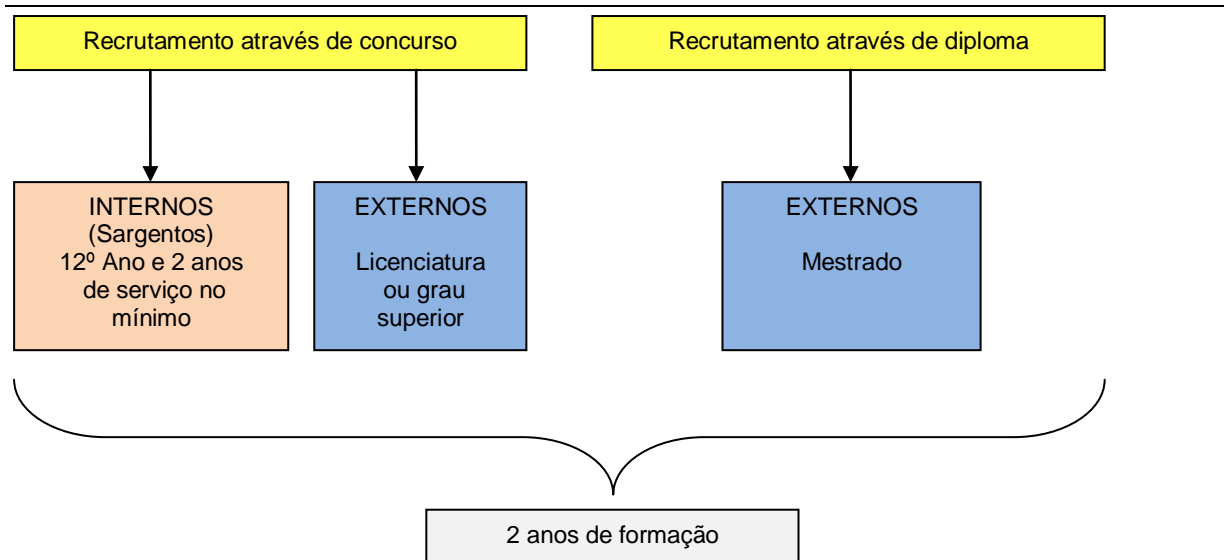 Recrutamento através de concurso
Recrutamento através de diploma
INTERNOS
(Sargentos)
12º Ano e 2 anos
de serviço no
mínimo
EXTERNOS
Licenciatura
ou grau
superior
EXTERNOS
Mestrado
2 anos de formação